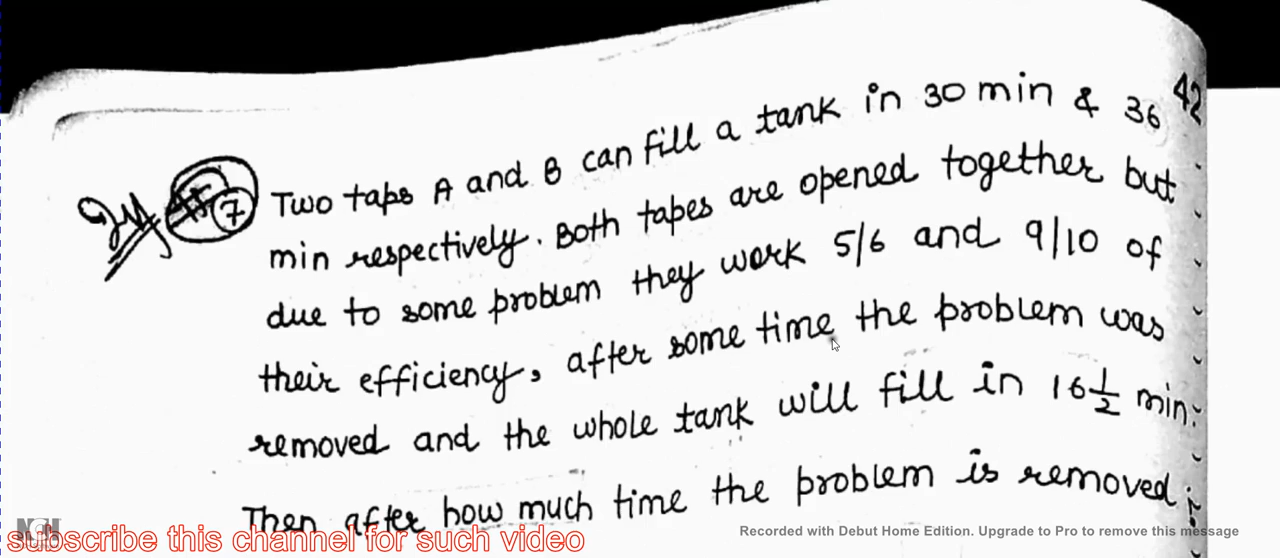 42
7 Two taps A and B can fill a tank in 30 min & 36
min respectively. Both tapes are opened together but
due to some problem they work 5/6 and 9/10 of
their efficiency, after some time the problem was
removed and the whole tank will fill in 16 1/2 min.
Then after how much time the problem is removed ?
subscribe this channel for such video
Recorded with Debut Home Edition. Upgrade to Pro to remove this message